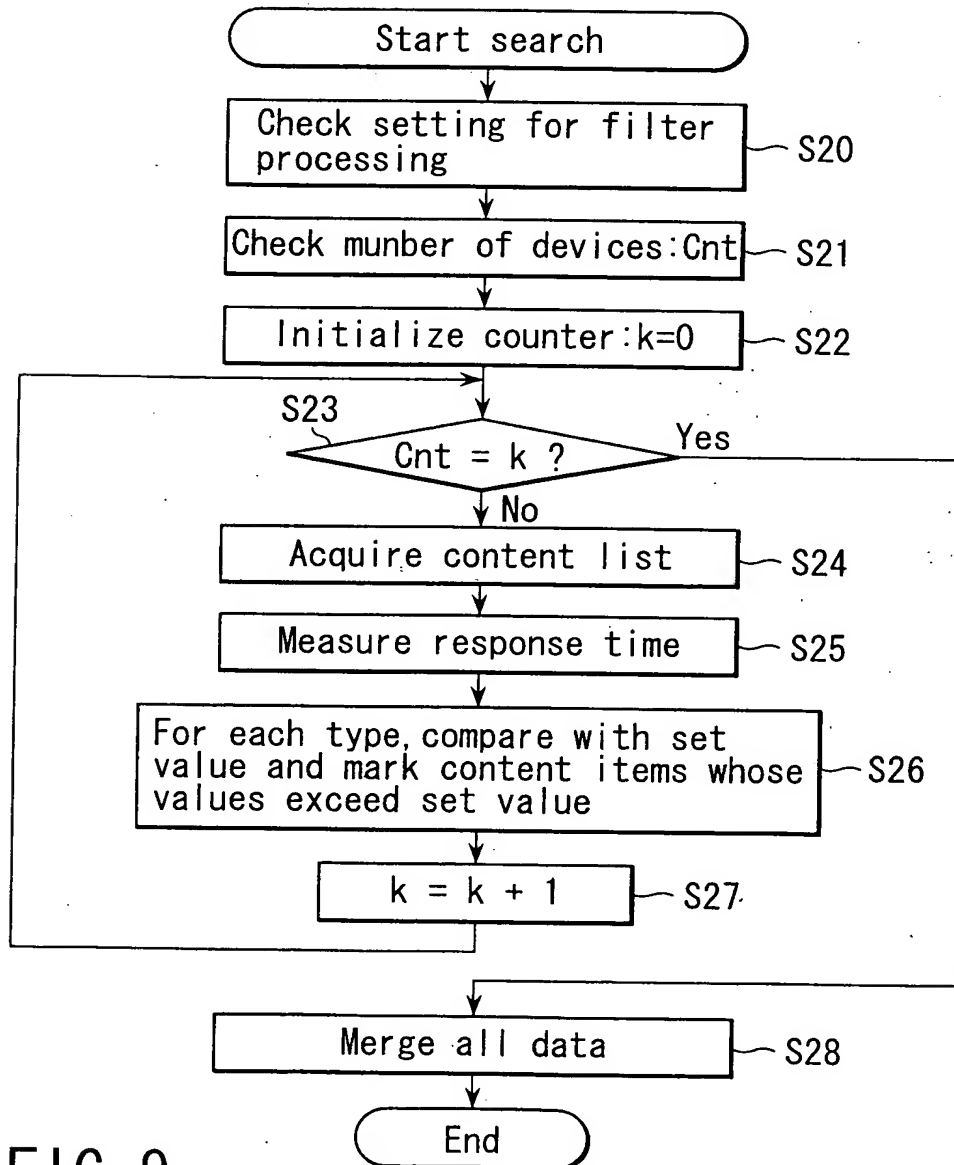 Start search
Check setting for filter
processing
S20
Check munber of devices:Cnt
S21
Initialize counter:k=0
S22
S23
Cnt = k ?
Yes
No
Acquire content list
S24
Measure response time
S25
For each type, compare with set
value and mark content items whose
values exceed set value
S26
k = k + 1
S27
Merge all data
S28
End